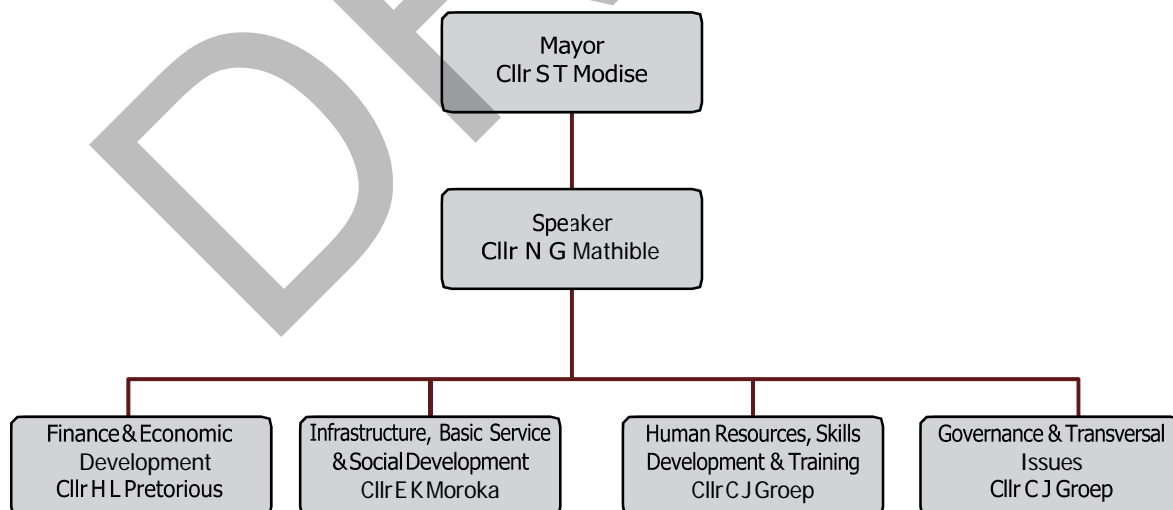 Mayor
Cllr S T Modise
Speaker
Cllr N G Mathible
Finance & Economic
Development
Cllr H L Pretorious
Infrastructure, Basic Service
& Social Development
Cllr E K Moroka
Human Resources, Skills
Development & Training
Cllr C J Groep
Governance & Transversal
Issues
Cllr C J Groep